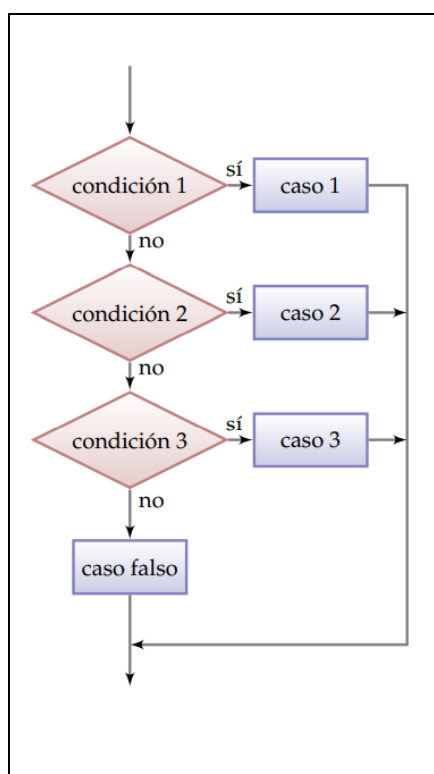 sí
condición 1 caso 1
no
sí
condición 2 caso 2
no
sí
condición 3 caso 3
no
caso falso